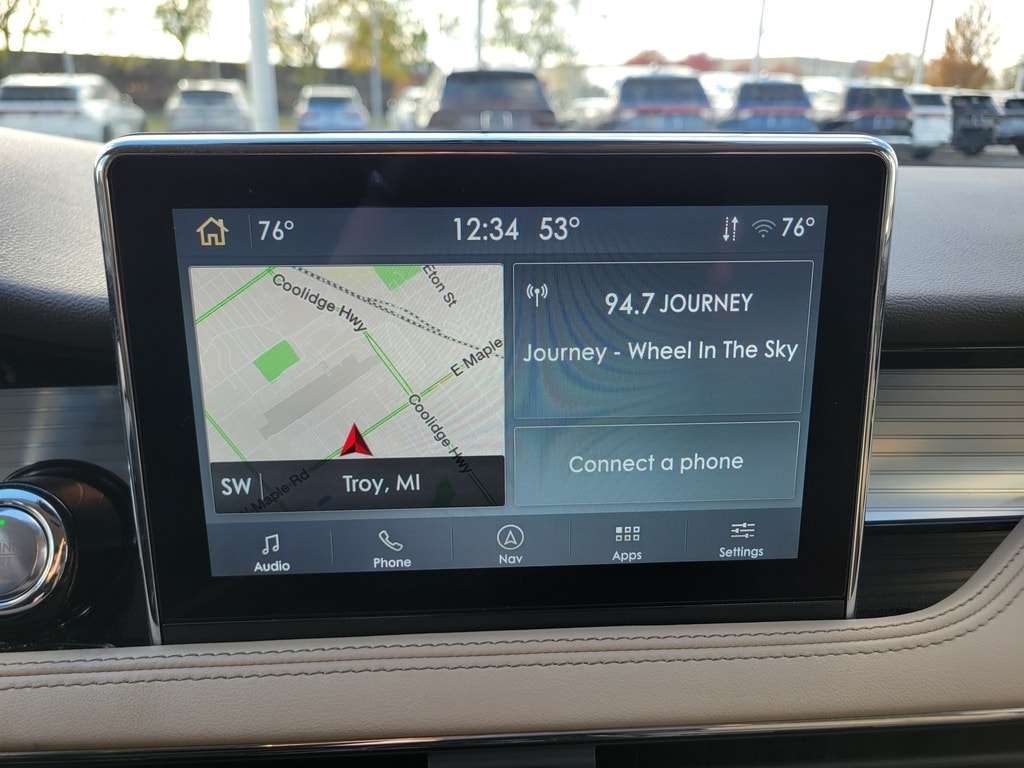 76°
12:34 53°
76°
Coolidge Hwy
Eton St
E Maple
Coolidge Hwy
Maple Rd
SW
Troy, MI
94.7 JOURNEY
Journey - Wheel In The Sky
Connect a phone
Audio
Phone
Nav
Apps
Settings